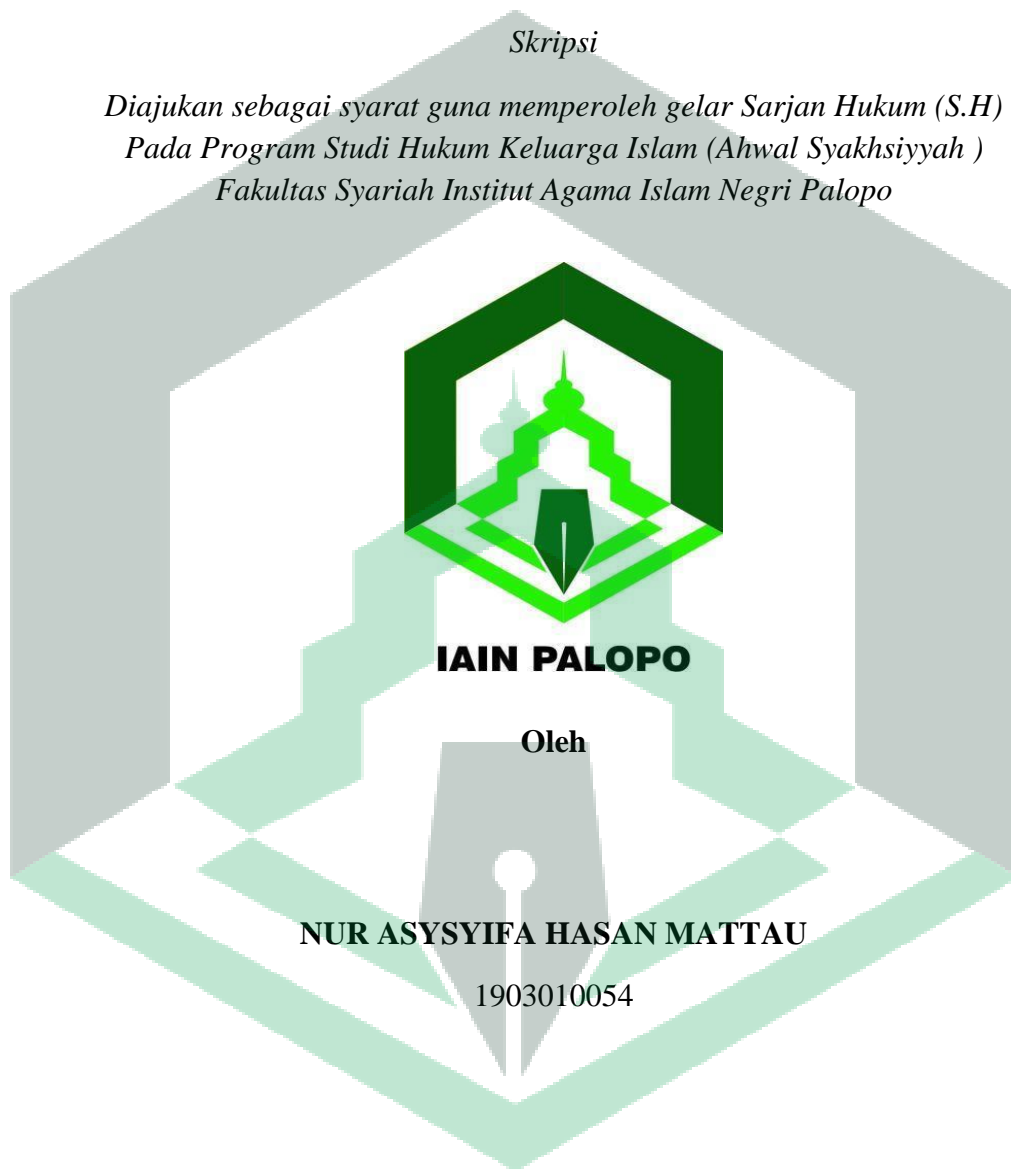 Skripsi
Diajukan sebagai syarat guna memperoleh gelar Sarjan Hukum (S.H)
Pada Program Studi Hukum Keluarga Islam (Ahwal Syakhsiyyah )
Fakultas Syariah Institut Agama Islam Negri Palopo
IAIN PALOPO
Oleh
NUR ASYSYIFA HASAN MATTAU
1903010054